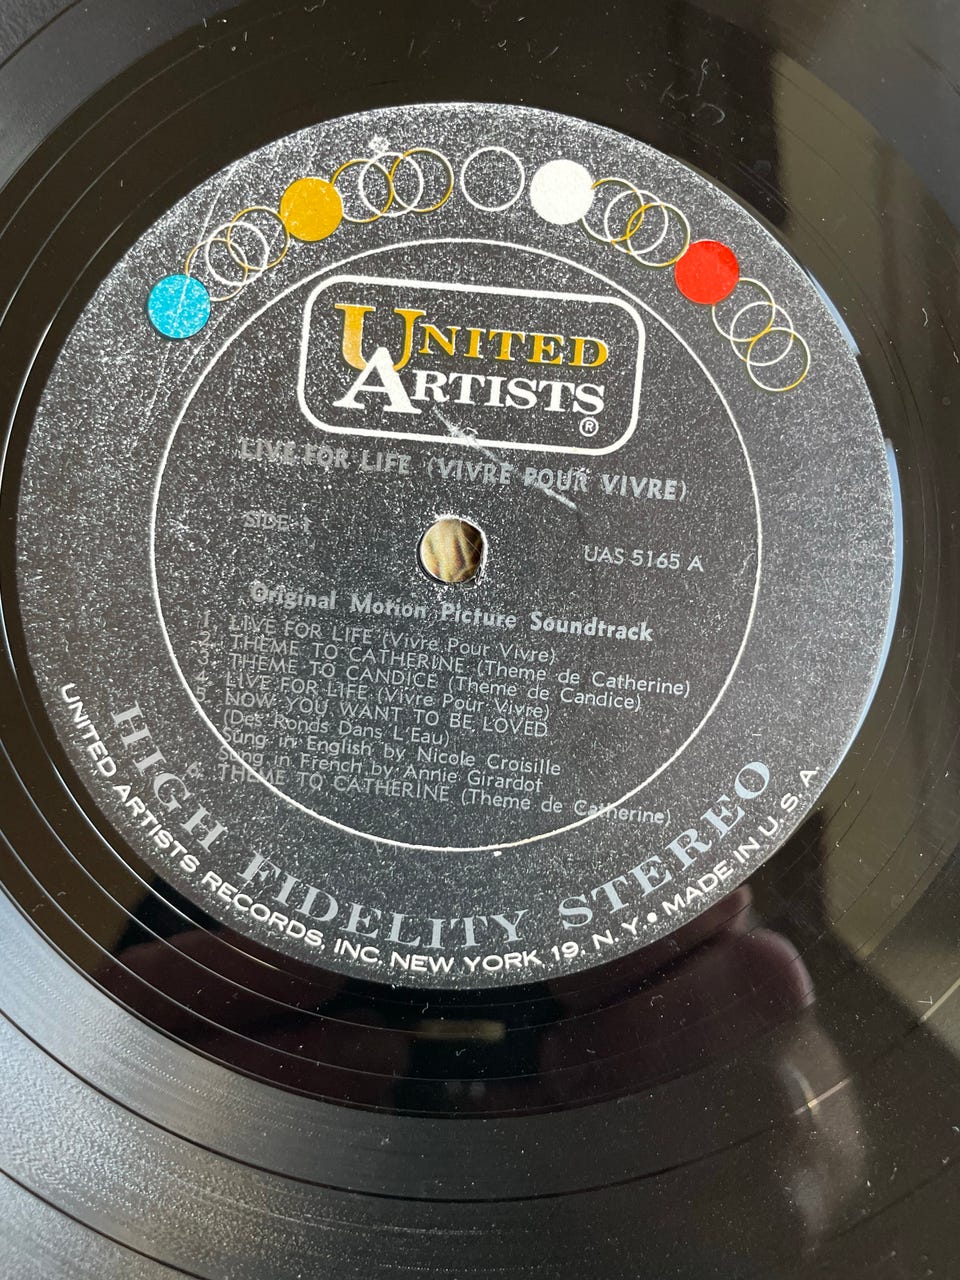 UNITED
ARTISTS
®
LIVE FOR LIFE (VIVRE POUR VIVRE)
SIDE 1
UAS 5165 A
Original Motion Picture Soundtrack
1. LIVE FOR LIFE (Vivre Pour Vivre)
2. THEME TO CATHERINE (Theme de Catherine)
3. THEME TO CANDICE (Theme de Candice)
4. LIVE FOR LIFE (Vivre Pour Vivre)
5. NOW YOU WANT TO BE LOVED
(Des Ronds Dans L'Eau)
Sung in English by Nicole Croisille
Sung in French by Annie Girardot
6. THEME TO CATHERINE (Theme de Catherine)
HIGH FIDELITY STEREO
UNITED ARTISTS RECORDS, INC. NEW YORK 19, N. Y. • MADE IN U. S. A.